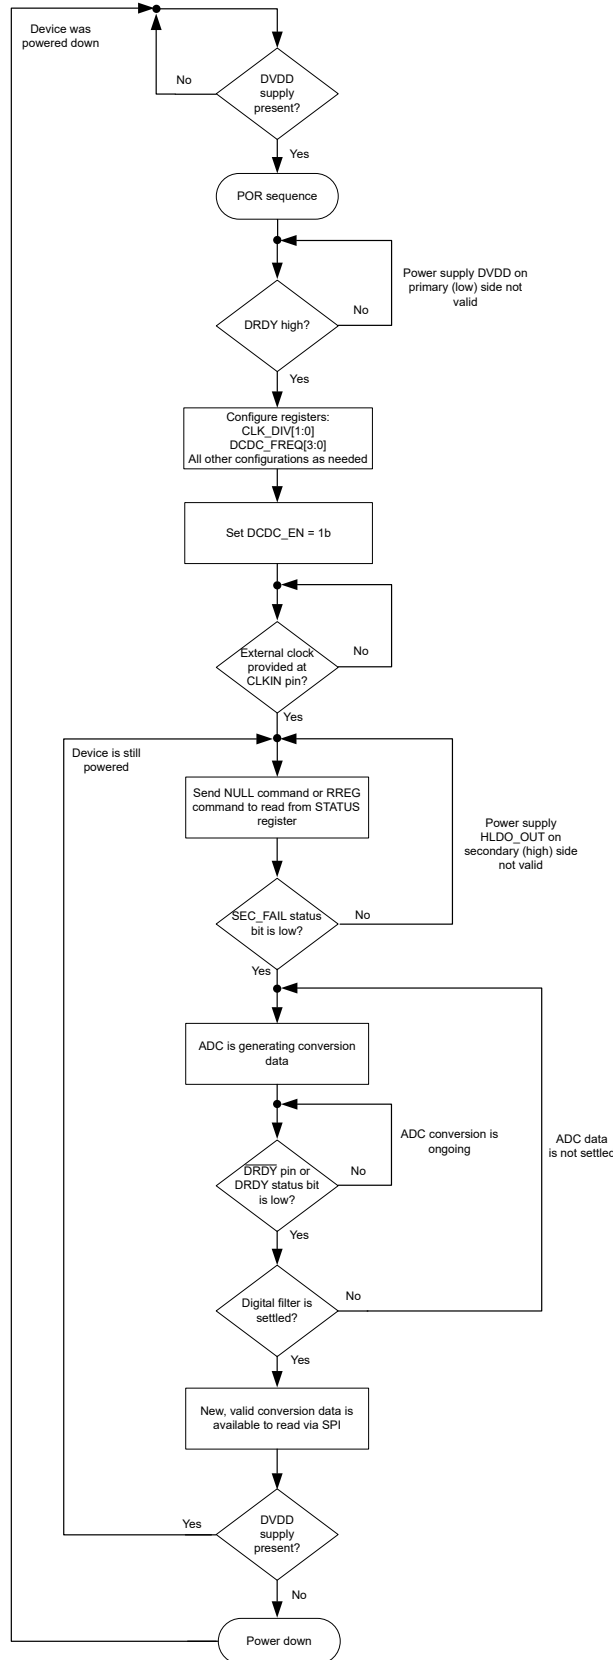 Device was
powered down
No
DVDD
supply
present?
Yes
POR sequence
Power supply DVDD on
primary (low) side not
valid
No
DRDY high?
Yes
Configure registers:
CLK_DIV[1:0]
DCDC_FREQ[3:0]
All other configurations as needed
Set DCDC_EN = 1b
External clock
provided at
CLKIN pin?
No
Yes
Device is still
powered
Send NULL command or RREG
command to read from STATUS
register
Power supply
HLDO_OUT on
secondary (high) side
not valid
SEC_FAIL status
bit is low?
No
Yes
ADC is generating conversion
data
ADC conversion is
ongoing
ADC data
is not settled
DRDY pin or
DRDY status bit
is low?
No
Yes
Digital filter is
settled?
No
Yes
New, valid conversion data is
available to read via SPI
Yes
DVDD
supply
present?
No
Power down